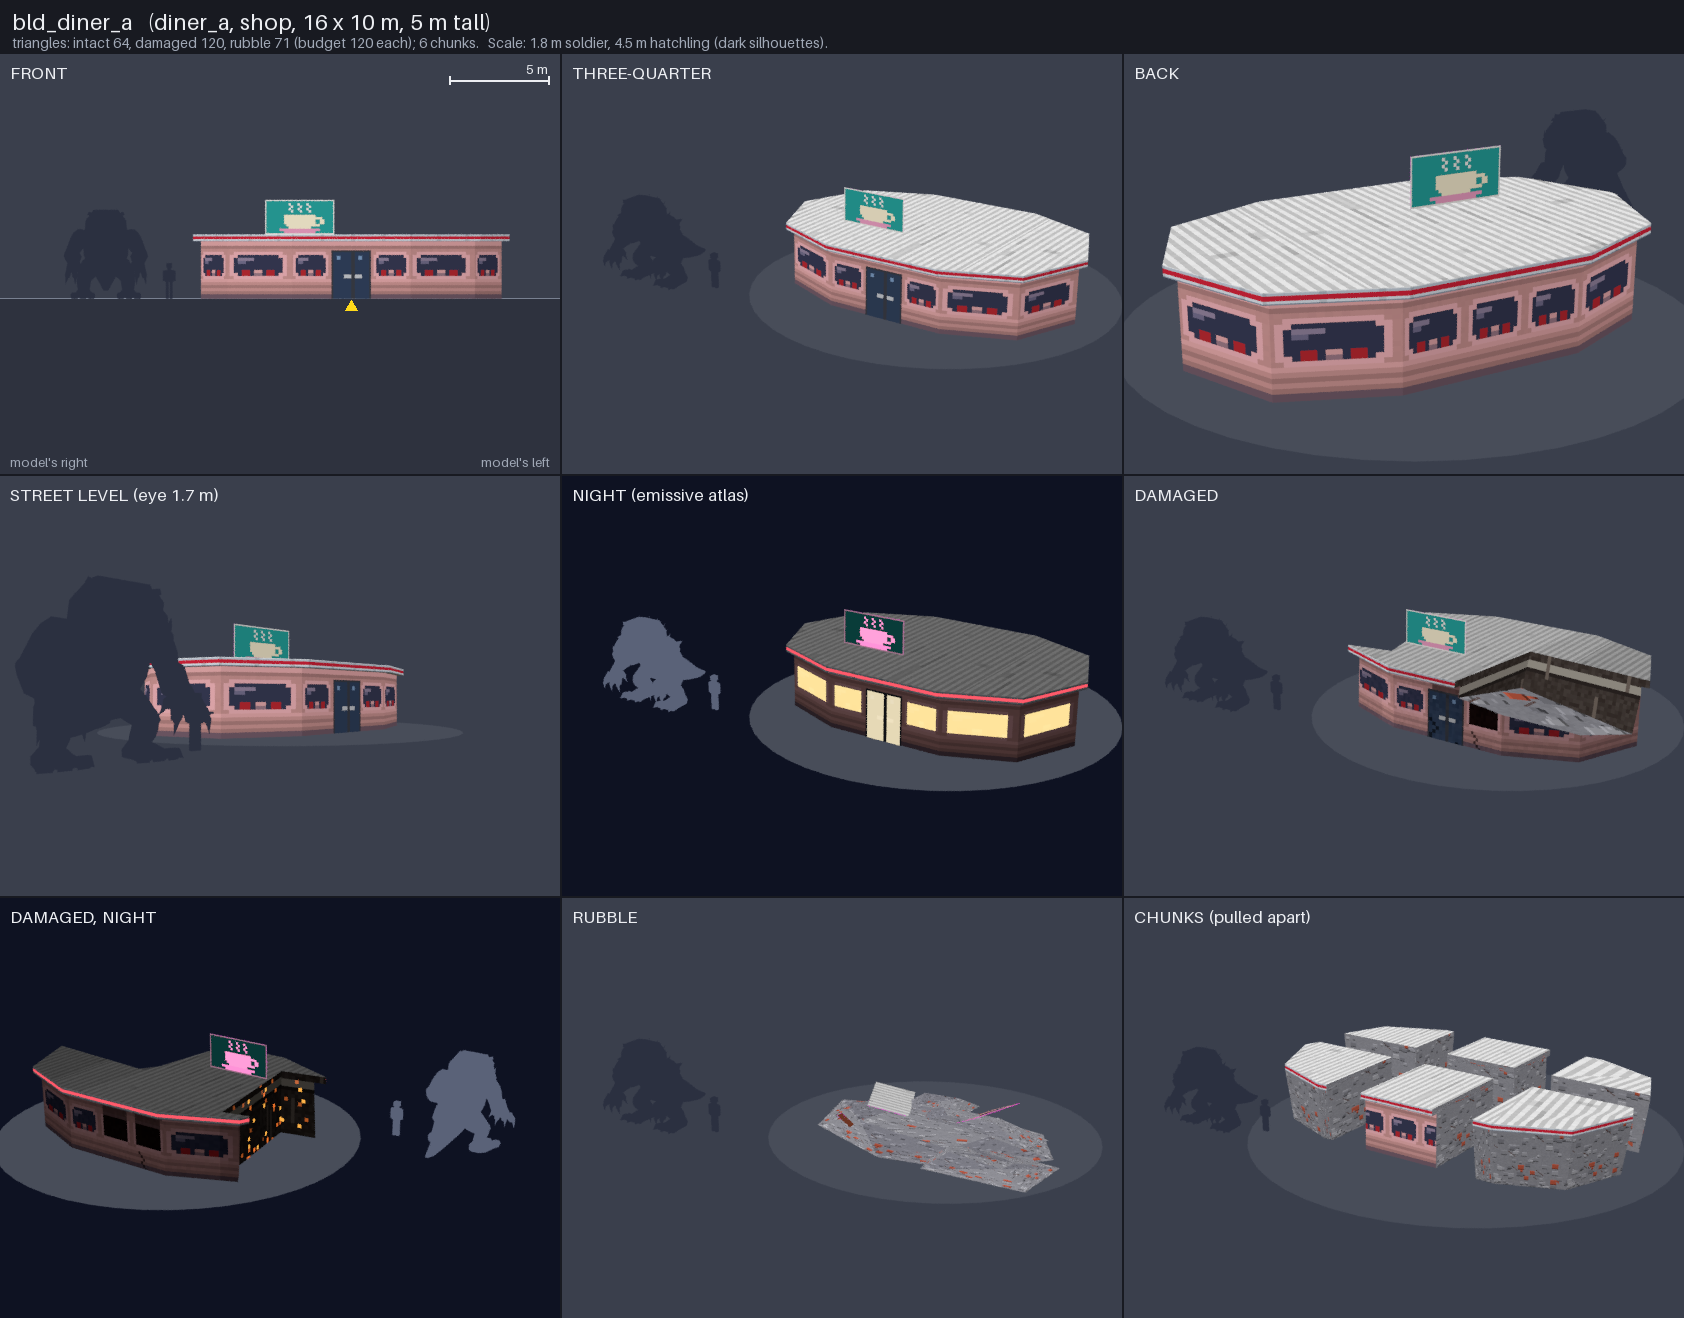 bld_diner_a (diner_a, shop, 16 x 10 m, 5 m tall)
triangles: intact 64, damaged 120, rubble 71 (budget 120 each); 6 chunks. Scale: 1.8 m soldier, 4.5 m hatchling (dark silhouettes).
FRONT
5 m
model's right
model's left
THREE-QUARTER
BACK
STREET LEVEL (eye 1.7 m)
NIGHT (emissive atlas)
DAMAGED
DAMAGED, NIGHT
RUBBLE
CHUNKS (pulled apart)